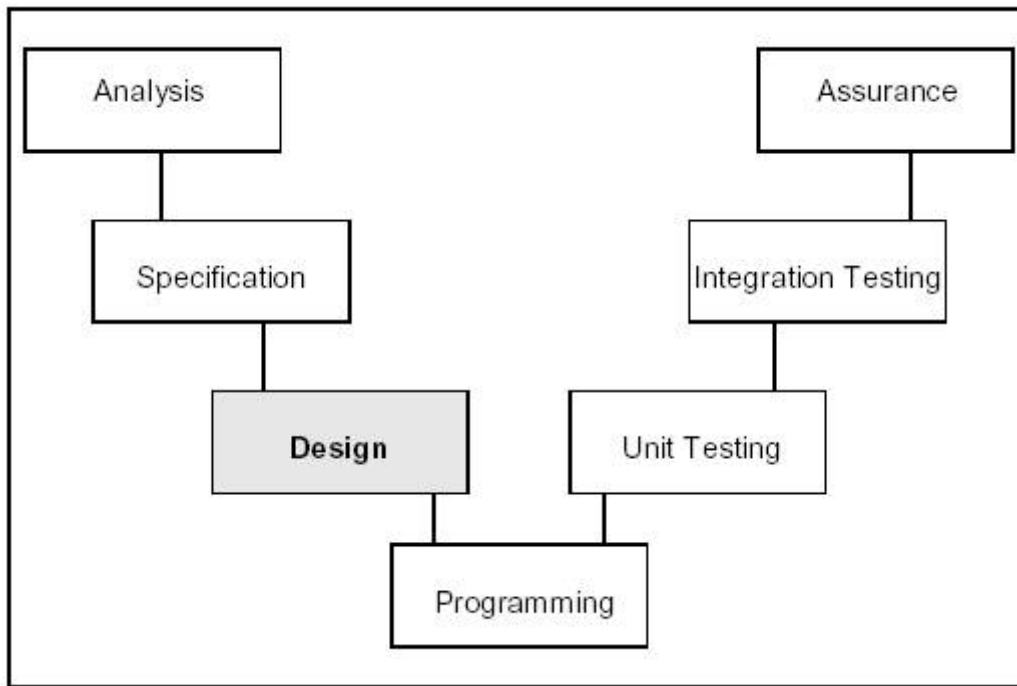 Analysis
Assurance
Specification
Integration Testing
Design
Unit Testing
Programming